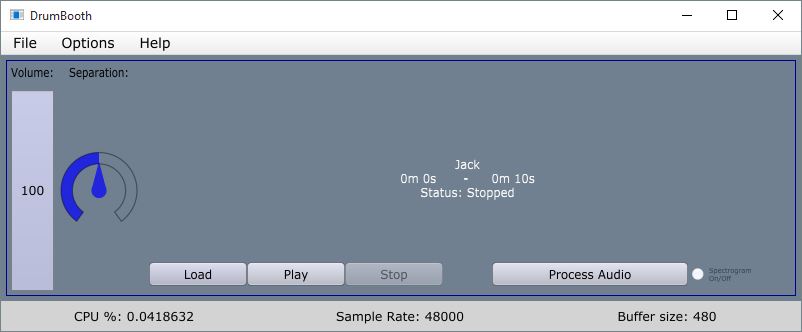 DrumBooth
File Options Help
Volume: Separation:
100
Jack
0m 0s - 0m 10s
Status: Stopped
Load Play Stop Process Audio Spectrogram
On/Off
CPU %: 0.0418632 Sample Rate: 48000 Buffer size: 480